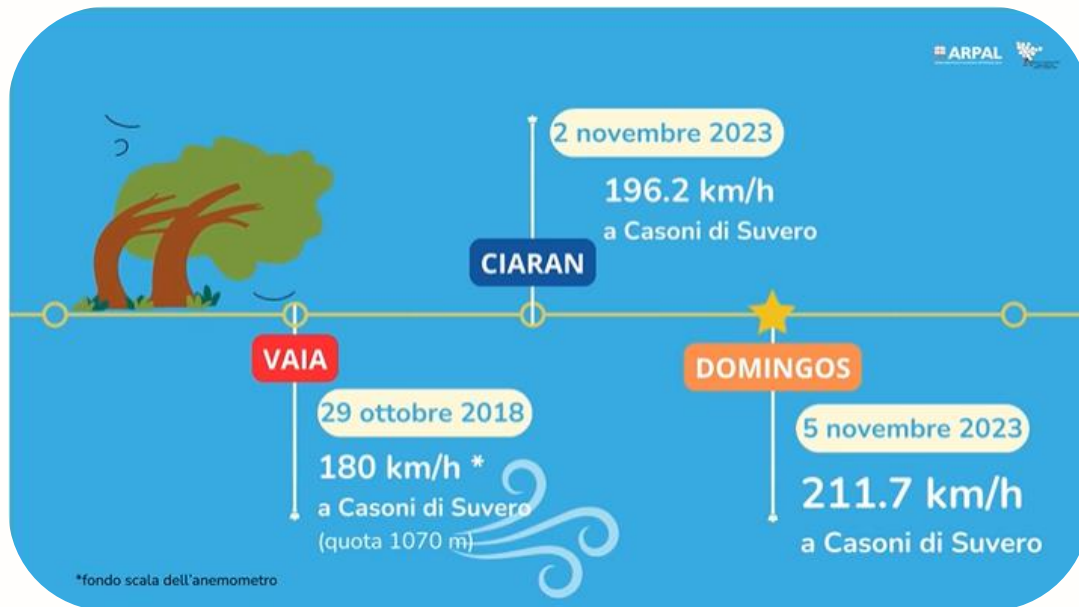 ARPAL
2 novembre 2023
196.2 km/h
a Casoni di Suvero
CIARAN
VAIA
29 ottobre 2018
180 km/h *
a Casoni di Suvero
(quota 1070 m)
DOMINGOS
5 novembre 2023
211.7 km/h
a Casoni di Suvero
*fondo scala dell'anemometro